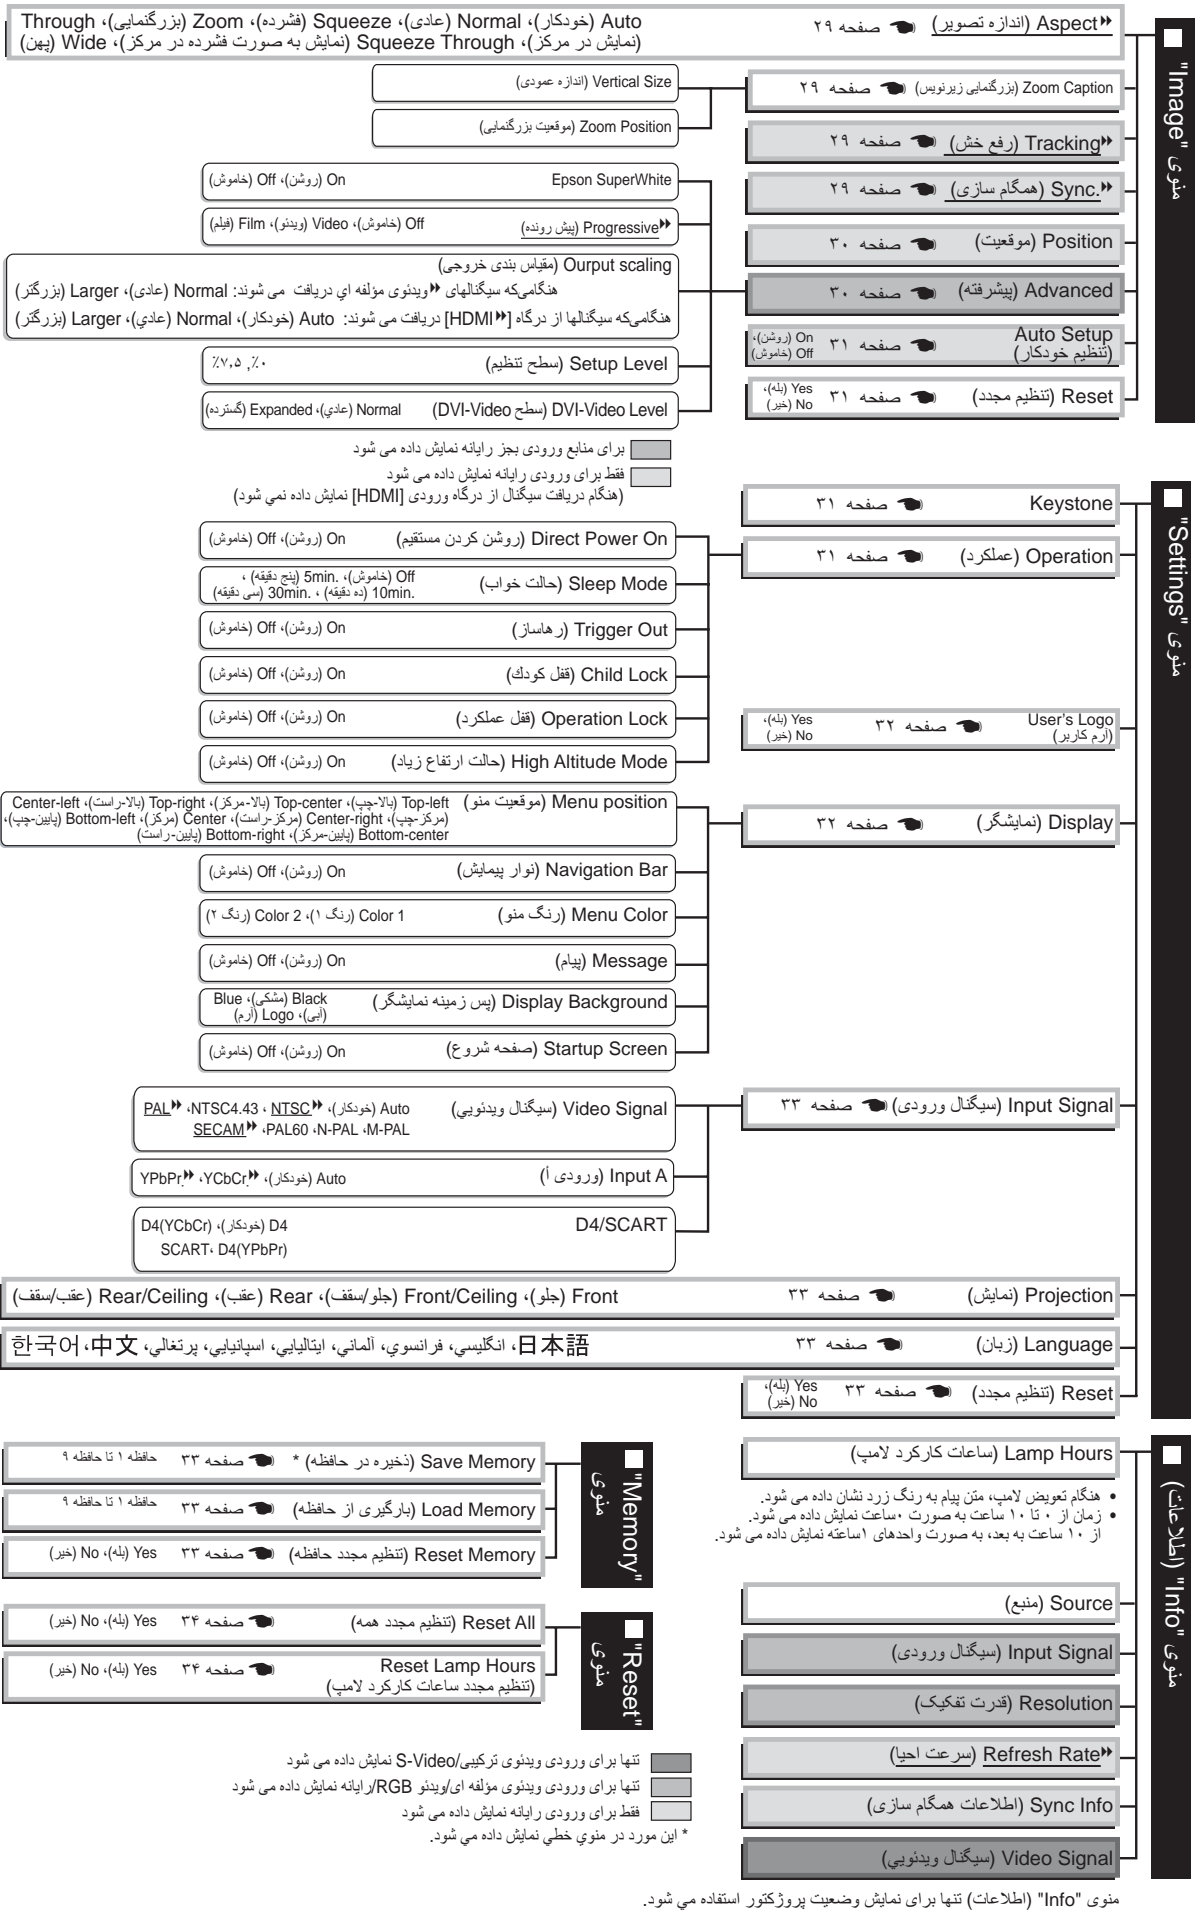 منوی "Image"
Aspect (اندازه تصویر) صفحه ۲۹
Auto (خودکار)، Normal (عادی)، Squeeze (فشرده)، Zoom (بزرگنمایی)، Through
(نمایش در مرکز)، Squeeze Through (نمایش به صورت فشرده در مرکز)، Wide (پهن)
Zoom Caption (بزرگنمایی زیرنویس) صفحه ۲۹
Vertical Size (اندازه عمودی)
Zoom Position (موقعیت بزرگنمایی)
Tracking (رفع خش) صفحه ۲۹
Sync. (همگام سازی) صفحه ۲۹
Position (موقعیت) صفحه ۳۰
Advanced (پیشرفته) صفحه ۳۰
Epson SuperWhite On (روشن)، Off (خاموش)
Progressive (پیش رونده) Off (خاموش)، Video (ویدئو)، Film (فیلم)
Ourput scaling (مقیاس بندی خروجی)
هنگامی‌که سیگنالهای ویدئوی مؤلفه اي دریافت می شوند: Normal (عادی)، Larger (بزرگتر)
هنگامی‌که سیگنالها از درگاه [HDMI] دریافت می شوند: Auto (خودکار)، Normal (عادي)، Larger (بزرگتر)
Setup Level (سطح تنظیم) ۰٪, ۷٫۵٪
DVI-Video Level (سطح DVI-Video) Normal (عادي)، Expanded (گسترده)
Auto Setup
(تنظیم خودکار) صفحه ۳۱ On (روشن)،
Off (خاموش)
Reset (تنظیم مجدد) صفحه ۳۱ Yes (بله)،
No (خیر)
برای منابع ورودی بجز رایانه نمایش داده می شود
فقط برای ورودی رایانه نمایش داده می شود
(هنگام دریافت سیگنال از درگاه ورودی [HDMI] نمایش داده نمي شود)
منوی "Settings"
Keystone صفحه ۳۱
Operation (عملکرد) صفحه ۳۱
Direct Power On (روشن کردن مستقیم) On (روشن)، Off (خاموش)
Sleep Mode (حالت خواب) Off (خاموش)، 5min. (پنج دقیقه) ،
10min. (ده دقیقه) ، 30min. (سی دقیقه)
Trigger Out (رهاساز) On (روشن)، Off (خاموش)
Child Lock (قفل كودك) On (روشن)، Off (خاموش)
Operation Lock (قفل عملکرد) On (روشن)، Off (خاموش)
High Altitude Mode (حالت ارتفاع زیاد) On (روشن)، Off (خاموش)
User's Logo
(آرم کاربر) صفحه ۳۲ Yes (بله)،
No (خیر)
Display (نمایشگر) صفحه ۳۲
Menu position (موقعیت منو) Top-left (بالا-چپ)، Top-center (بالا-مرکز)، Top-right (بالا-راست)، Center-left
(مرکز-چپ)، Center-right (مرکز-راست)، Center (مرکز)، Bottom-left (پایین-چپ)،
Bottom-center (پایین-مرکز)، Bottom-right (پایین-راست)
Navigation Bar (نوار پیمایش) On (روشن)، Off (خاموش)
Menu Color (رنگ منو) Color 1 (رنگ ۱)، Color 2 (رنگ ۲)
Message (پیام) On (روشن)، Off (خاموش)
Display Background (پس زمینه نمایشگر) Black (مشکی)، Blue
(آبی)، Logo (آرم)
Startup Screen (صفحه شروع) On (روشن)، Off (خاموش)
Input Signal (سیگنال ورودی) صفحه ۳۳
Video Signal (سیگنال ویدئویي) Auto (خودکار)، NTSC ، NTSC4.43، PAL
M-PAL، N-PAL، PAL60، SECAM
Input A (ورودی أ) Auto (خودکار)، YCbCr، YPbPr
D4/SCART D4 (خودکار)، D4(YCbCr)
D4(YPbPr) ،SCART
Projection (نمایش) صفحه ۳۳ Front (جلو)، Front/Ceiling (جلو/سقف)، Rear (عقب)، Rear/Ceiling (عقب/سقف)
Language (زبان) صفحه ۳۳ 日本語، انگلیسي، فرانسوي، آلماني، ایتالیایي، اسپانیایي، پرتغالي، 中文، 한국어
Reset (تنظیم مجدد) صفحه ۳۳ Yes (بله)،
No (خیر)
منوی "Info" (اطلاعات)
Lamp Hours (ساعات کارکرد لامپ)
• هنگام تعویض لامپ، متن پیام به رنگ زرد نشان داده می شود.
• زمان از ۰ تا ۱۰ ساعت به صورت ۰ساعت نمایش داده می شود.
از ۱۰ ساعت به بعد، به صورت واحدهای ۱ساعته نمایش داده می شود.
Source (منبع)
Input Signal (سیگنال ورودی)
Resolution (قدرت تفکیک)
Refresh Rate (سرعت احیا)
Sync Info (اطلاعات همگام سازی)
Video Signal (سیگنال ویدئویي)
منوی "Memory"
Save Memory (ذخیره در حافظه) * صفحه ۳۳ حافظه ۱ تا حافظه ۹
Load Memory (بارگیری از حافظه) صفحه ۳۳ حافظه ۱ تا حافظه ۹
Reset Memory (تنظیم مجدد حافظه) صفحه ۳۳ Yes (بله)، No (خیر)
منوی "Reset"
Reset All (تنظیم مجدد همه) صفحه ۳۴ Yes (بله)، No (خیر)
Reset Lamp Hours
(تنظیم مجدد ساعات کارکرد لامپ) صفحه ۳۴ Yes (بله)، No (خیر)
تنها برای ورودی ویدئوی ترکیبی/S-Video نمایش داده می شود
تنها برای ورودی ویدئوی مؤلفه ای/ویدئو RGB/رایانه نمایش داده می شود
فقط برای ورودی رایانه نمایش داده می شود
* این مورد در منوي خطي نمایش داده مي شود.
منوی "Info" (اطلاعات) تنها برای نمایش وضعیت پروژکتور استفاده مي شود.